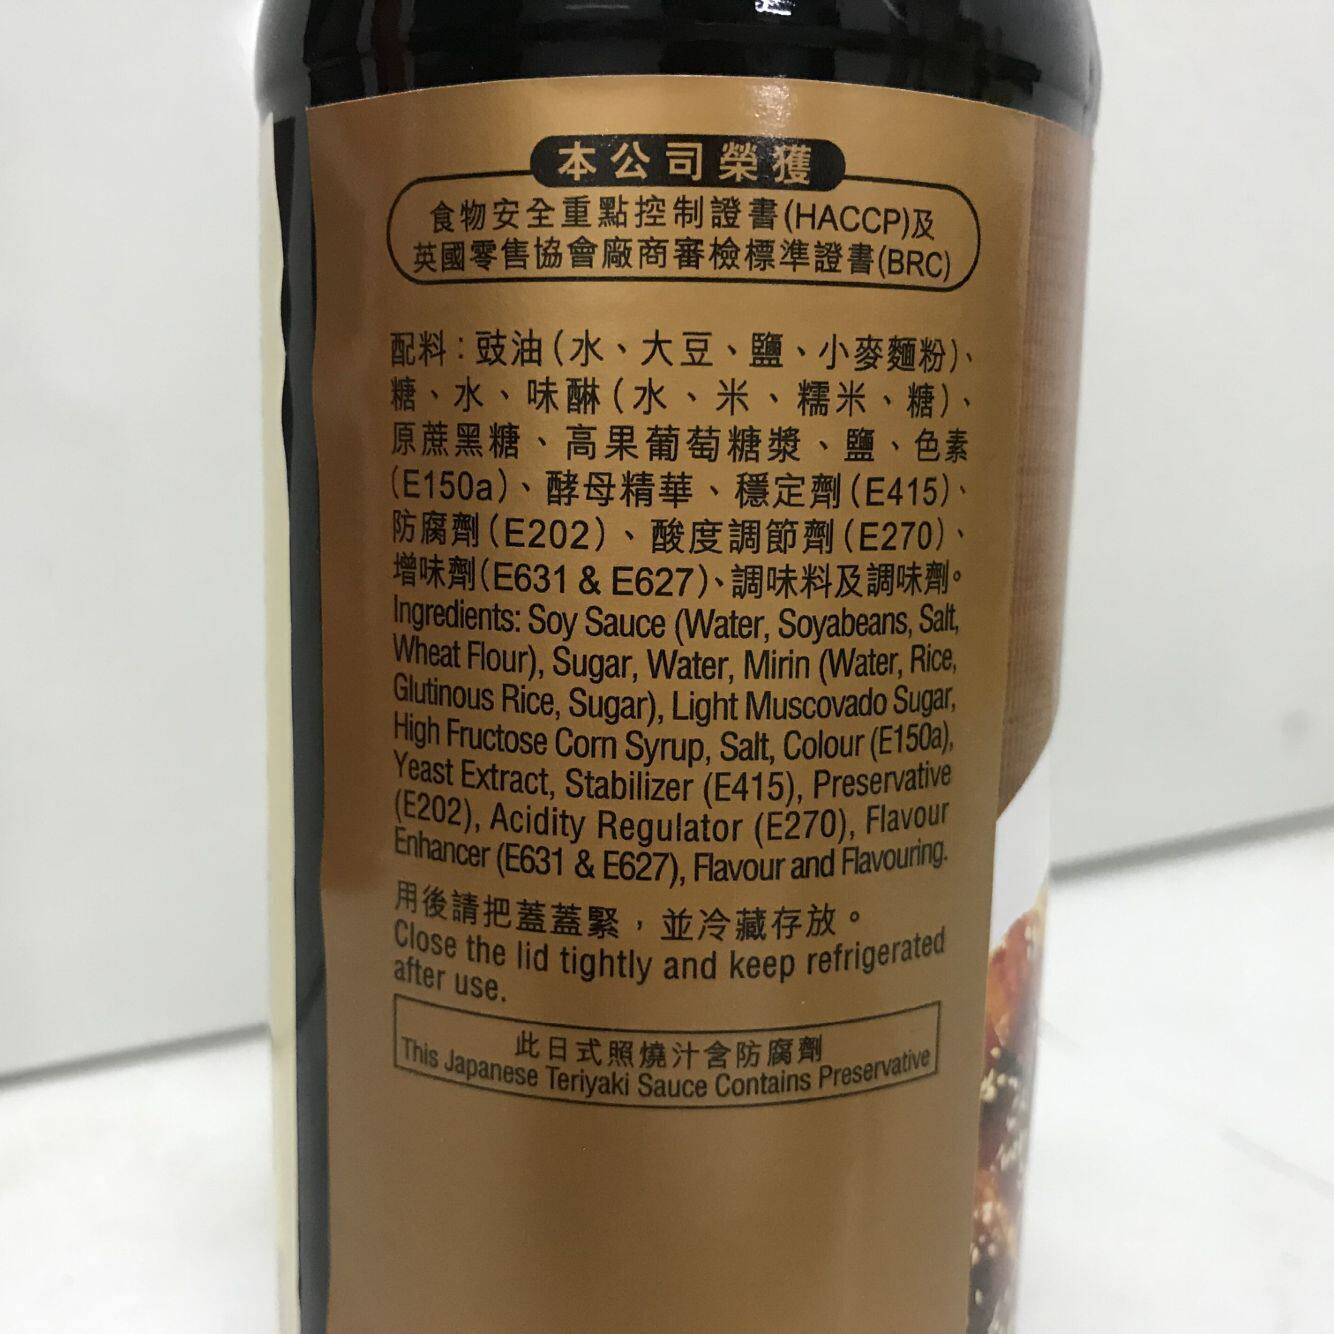 本公司榮獲
食物安全重點控制證書(HACCP)及
英國零售協會廠商審檢標準證書(BRC)
配料：豉油（水、大豆、鹽、小麥麵粉）、
糖、水、味醂（水、米、糯米、糖）、
原蔗黑糖、高果葡萄糖漿、鹽、色素
(E150a)、酵母精華、穩定劑（E415）、
防腐劑（E202）、酸度調節劑（E270）、
增味劑(E631 & E627)、調味料及調味劑。
Ingredients: Soy Sauce (Water, Soyabeans, Salt,
Wheat Flour), Sugar, Water, Mirin (Water, Rice,
Glutinous Rice, Sugar), Light Muscovado Sugar,
High Fructose Corn Syrup, Salt, Colour (E150a),
Yeast Extract, Stabilizer (E415), Preservative
(E202), Acidity Regulator (E270), Flavour
Enhancer (E631 & E627), Flavour and Flavouring.
用後請把蓋蓋緊，並冷藏存放。
Close the lid tightly and keep refrigerated
after use.
此日式照燒汁含防腐劑
This Japanese Teriyaki Sauce Contains Preservative